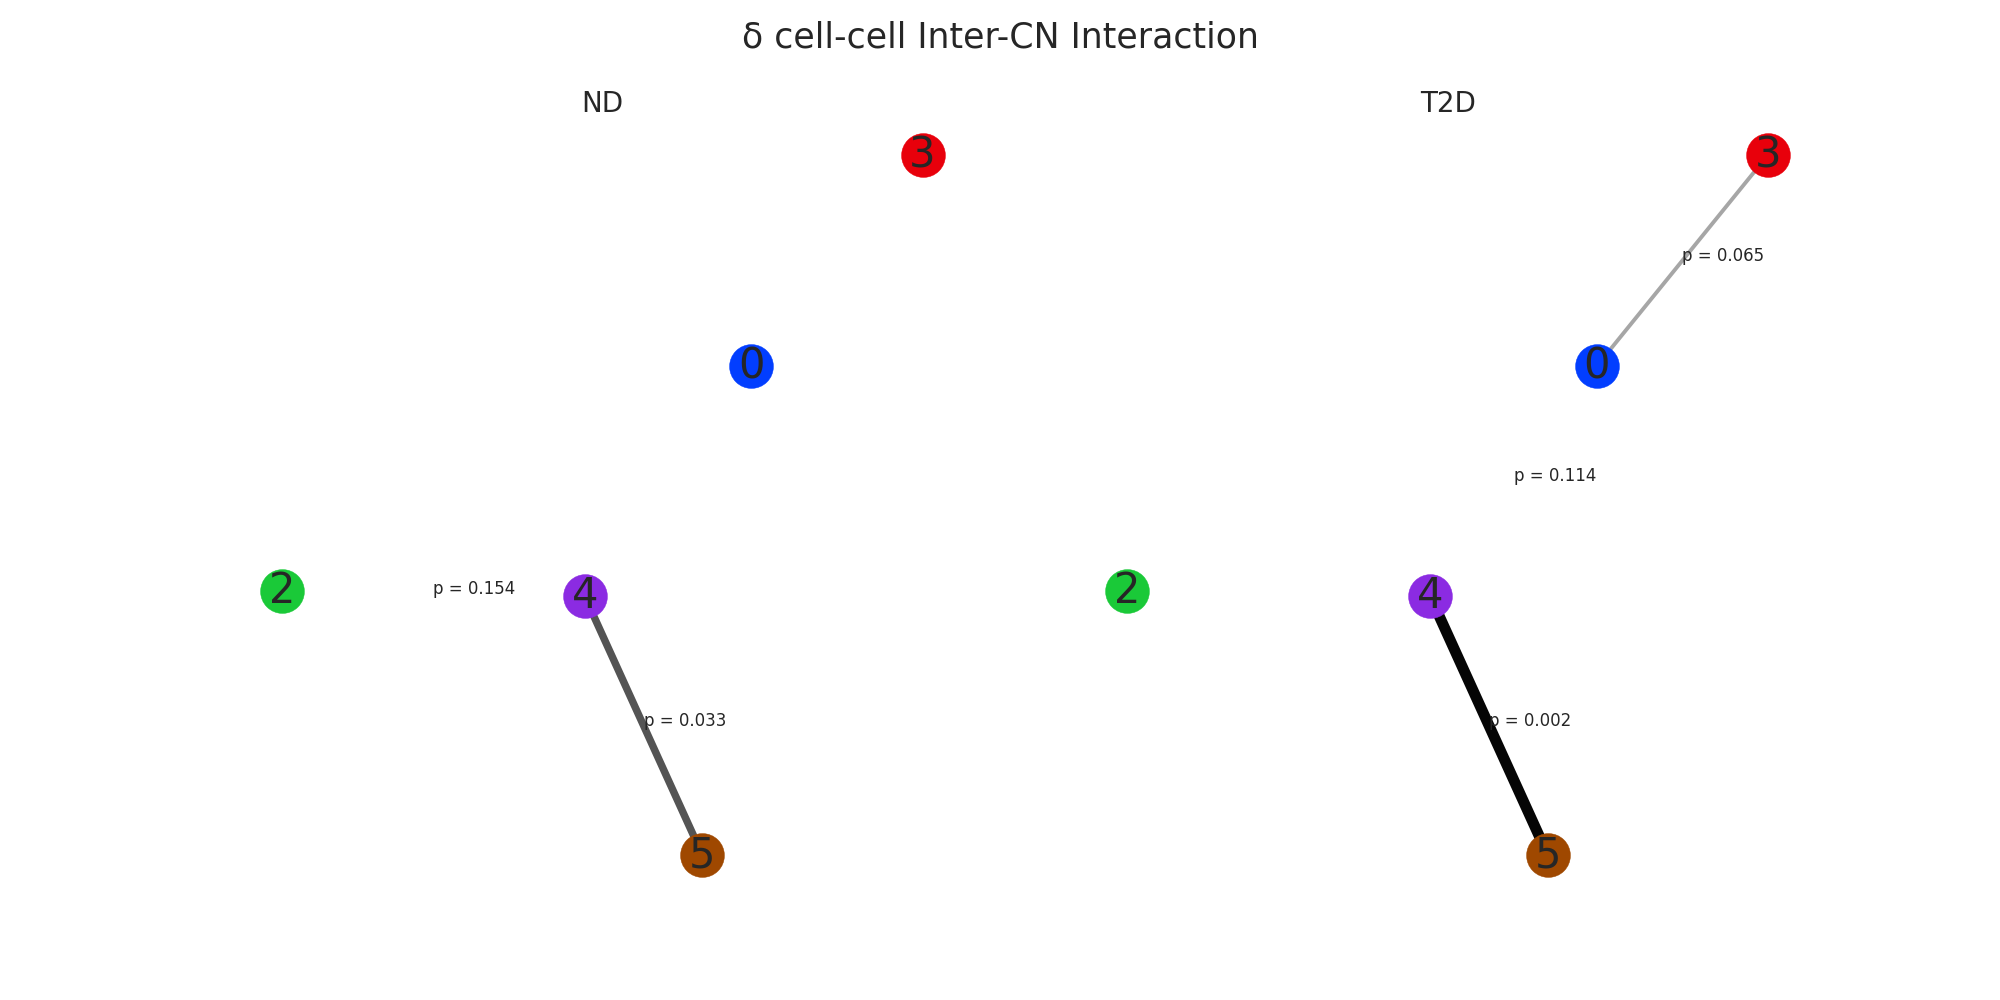 δ cell-cell Inter-CN Interaction
ND
3
0
2
p = 0.154
4
p = 0.033
5
T2D
3
p = 0.065
0
p = 0.114
2
4
p = 0.002
5